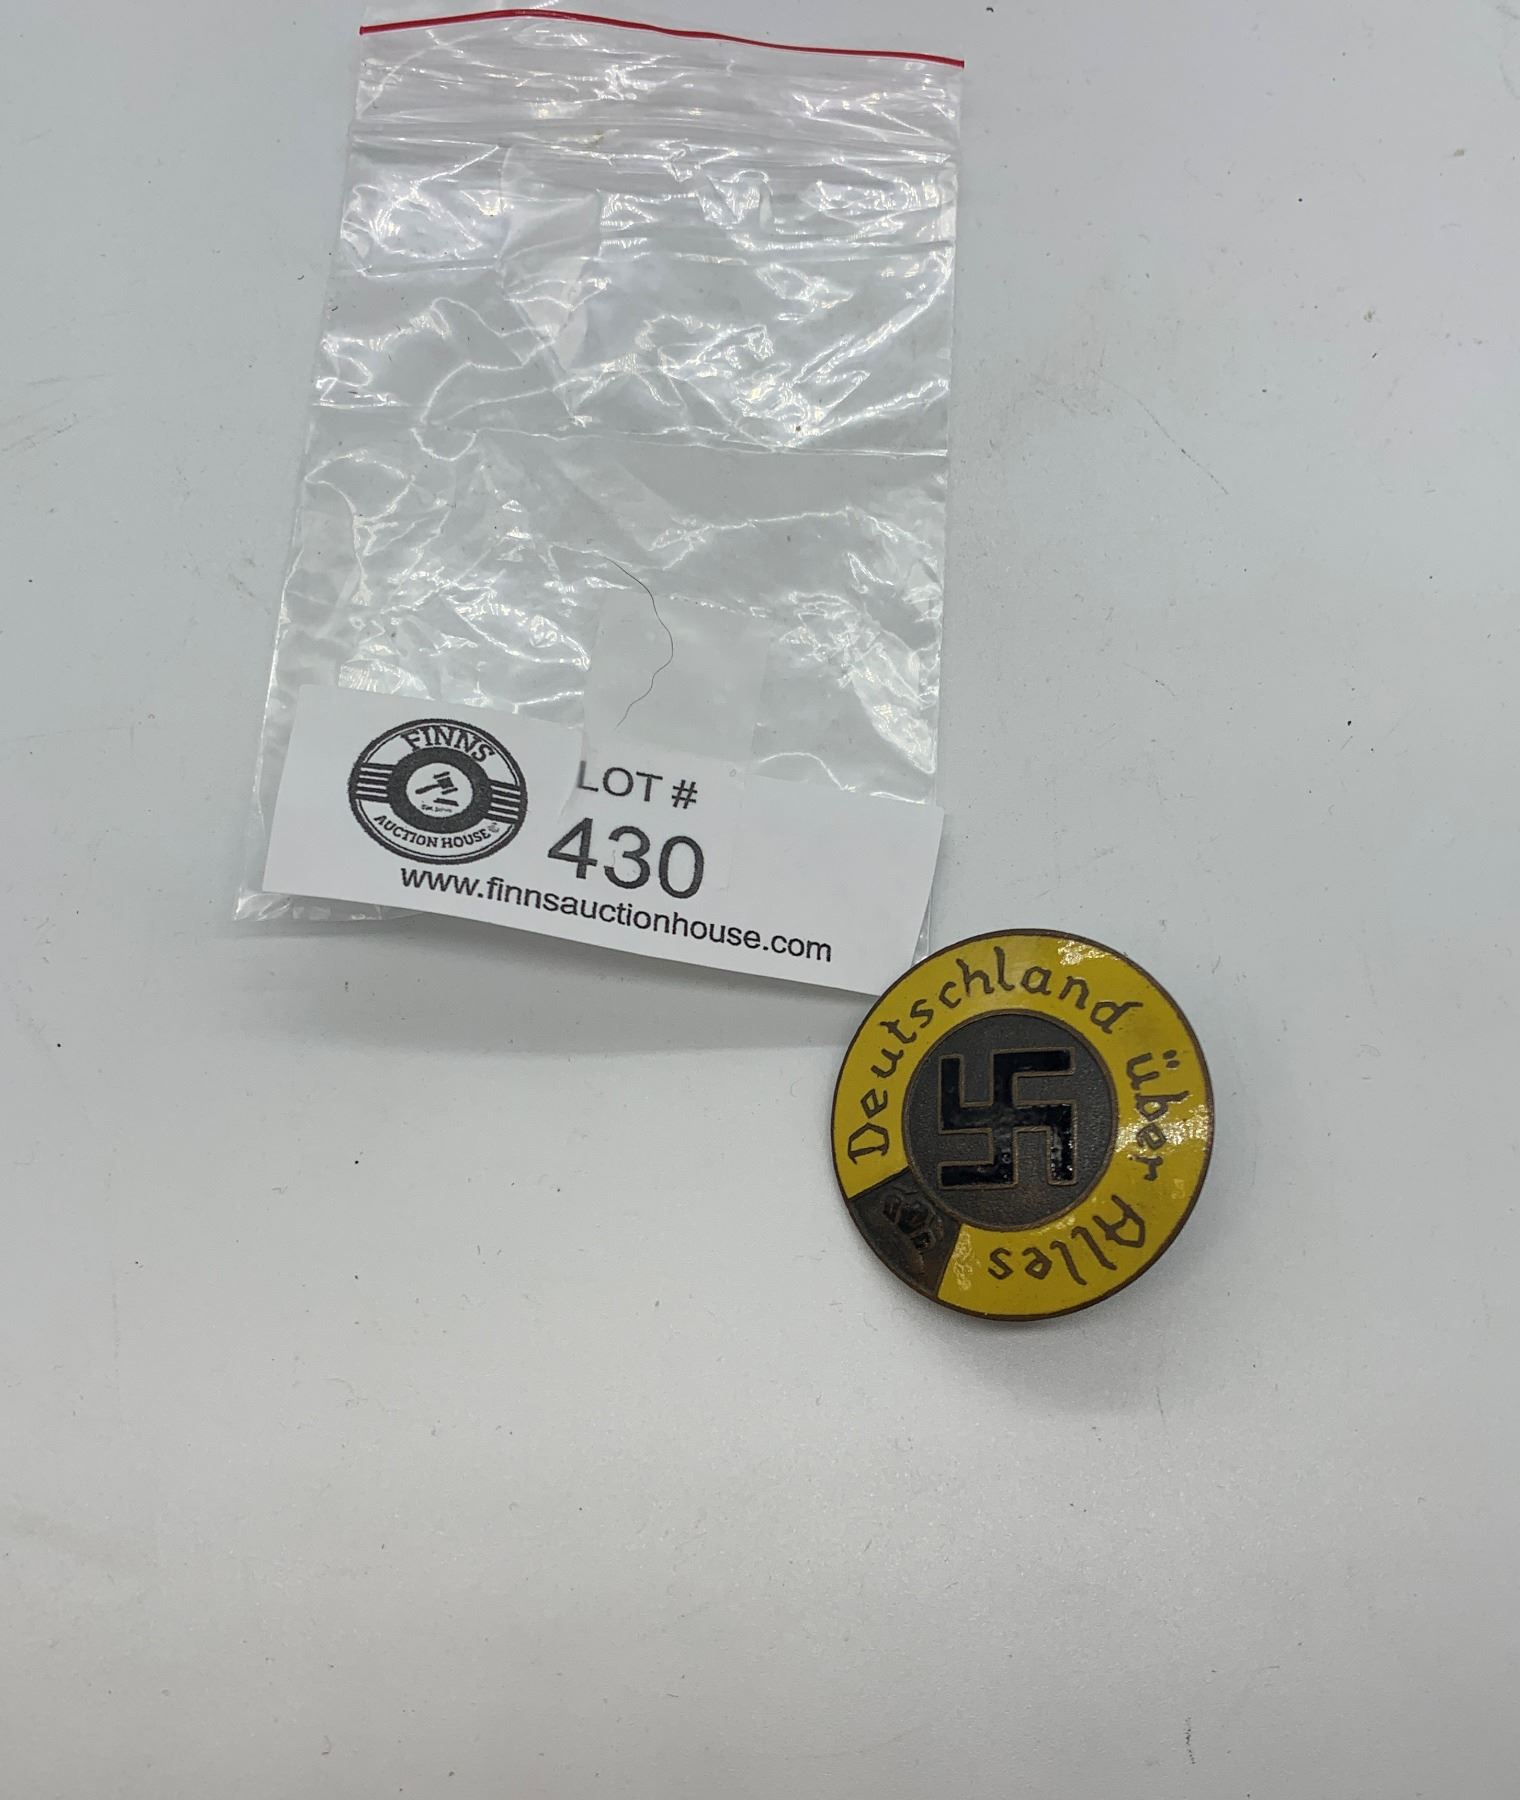 FINNS
AUCTION HOUSE
LOT #
430
www.finnsauctionhouse.com
Deutschland über Alles